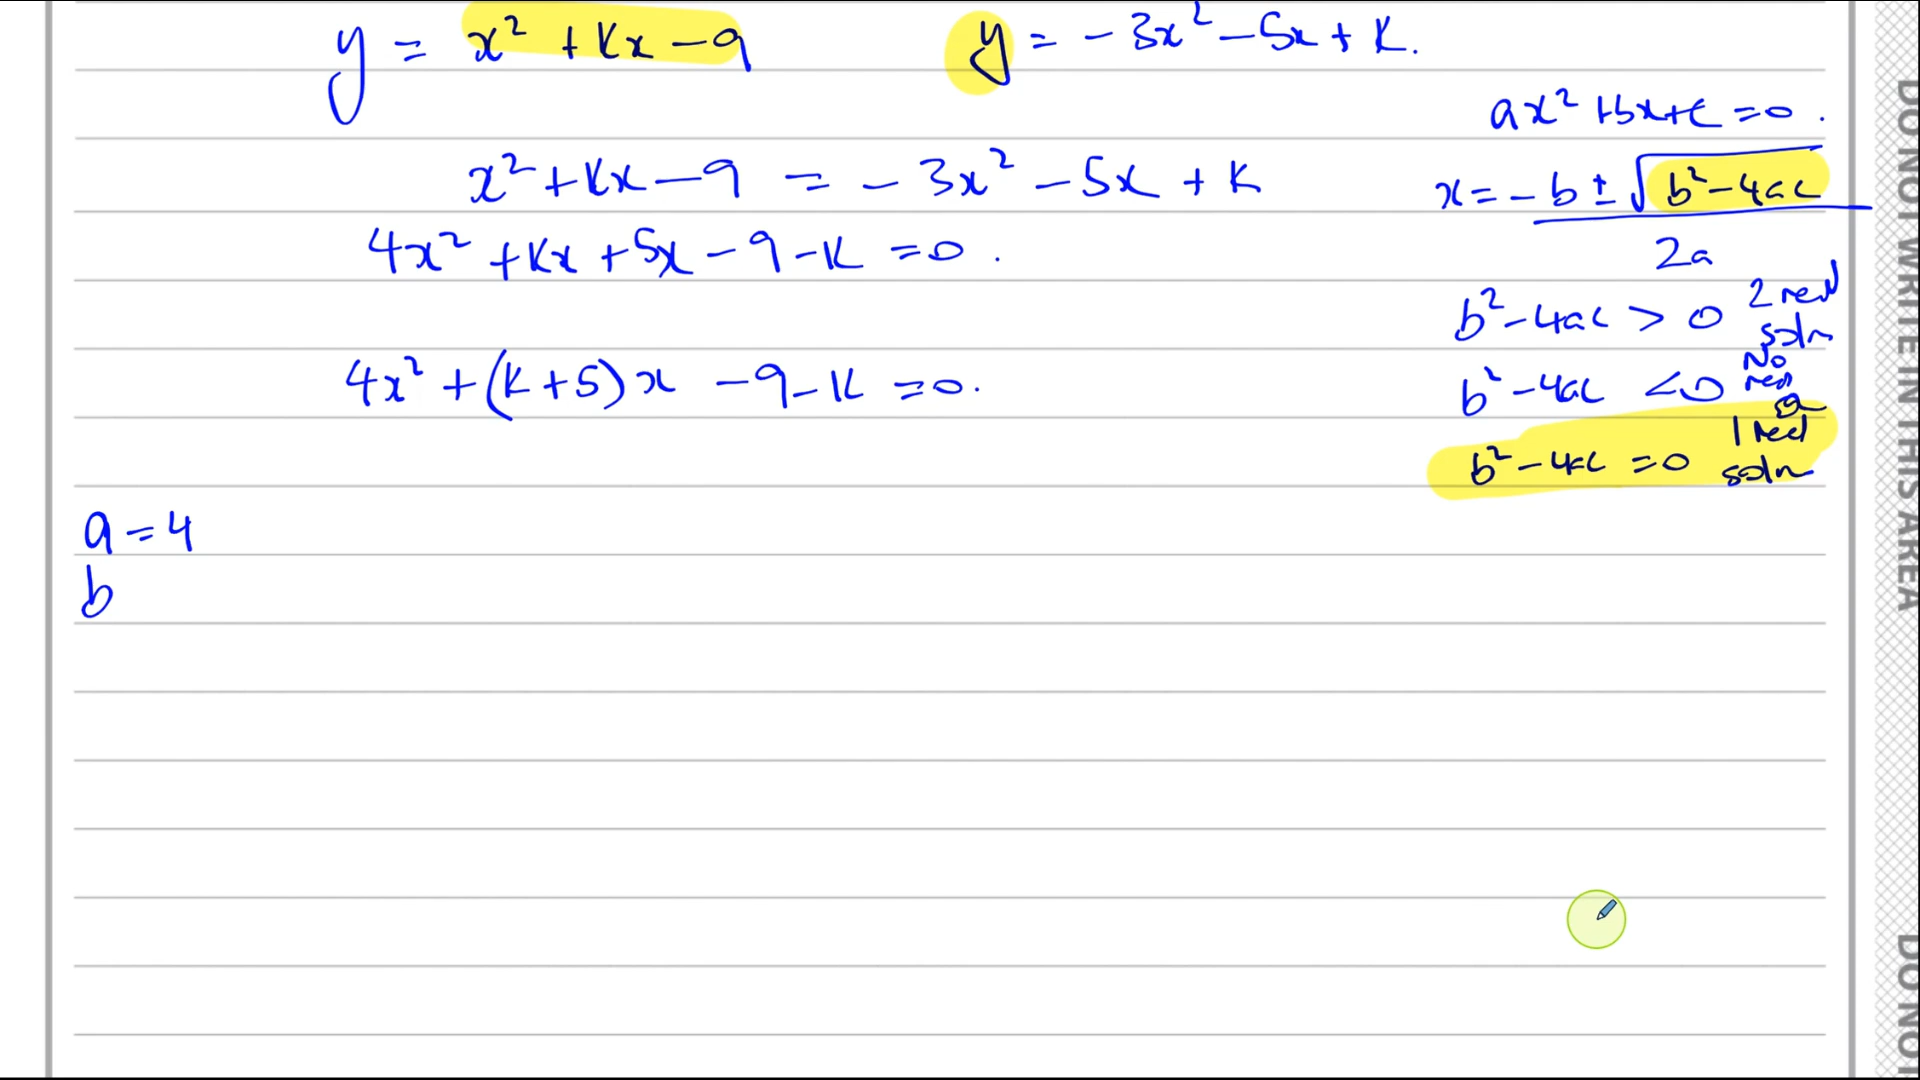 y = x² + kx − 9
y = − 3x² − 5x + k.
x² + kx − 9 = − 3x² − 5x + k
4x² + kx + 5x − 9 − k = 0 .
4x² + (k + 5) x − 9 − k = 0.
a = 4
b
ax² + bx + c = 0 .
x = − b ± √b² − 4ac
2a
b² − 4ac > 0 2 real soln
b² − 4ac < 0 No real
b² − 4ac = 0 1 real soln
DO NOT WRITE IN THIS AREA
DO NO